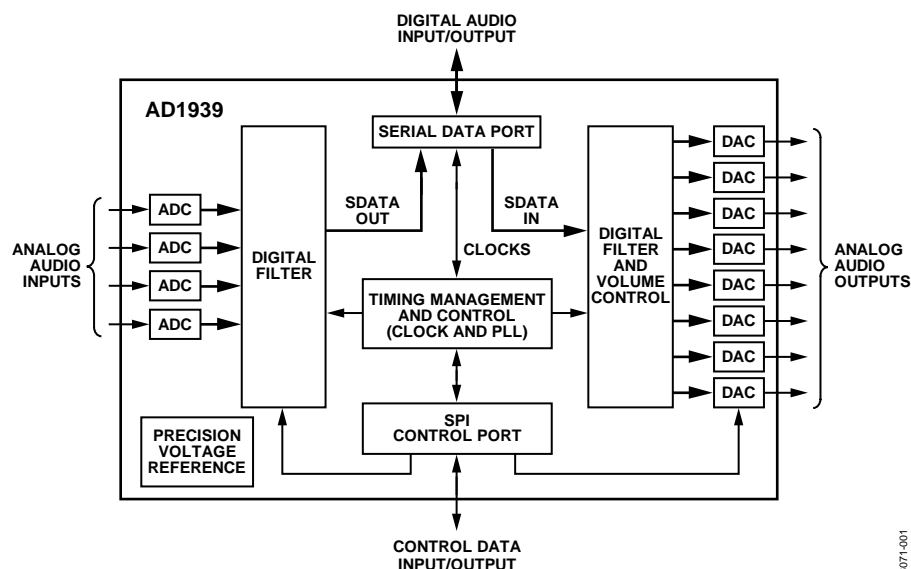 DIGITAL AUDIO
INPUT/OUTPUT
AD1939
SERIAL DATA PORT
SDATA
OUT
SDATA
IN
CLOCKS
ANALOG
AUDIO
INPUTS
ADC
ADC
ADC
ADC
DIGITAL
FILTER
TIMING MANAGEMENT
AND CONTROL
(CLOCK AND PLL)
DIGITAL
FILTER
AND
VOLUME
CONTROL
DAC
DAC
DAC
DAC
DAC
DAC
DAC
DAC
ANALOG
AUDIO
OUTPUTS
PRECISION
VOLTAGE
REFERENCE
SPI
CONTROL PORT
CONTROL DATA
INPUT/OUTPUT